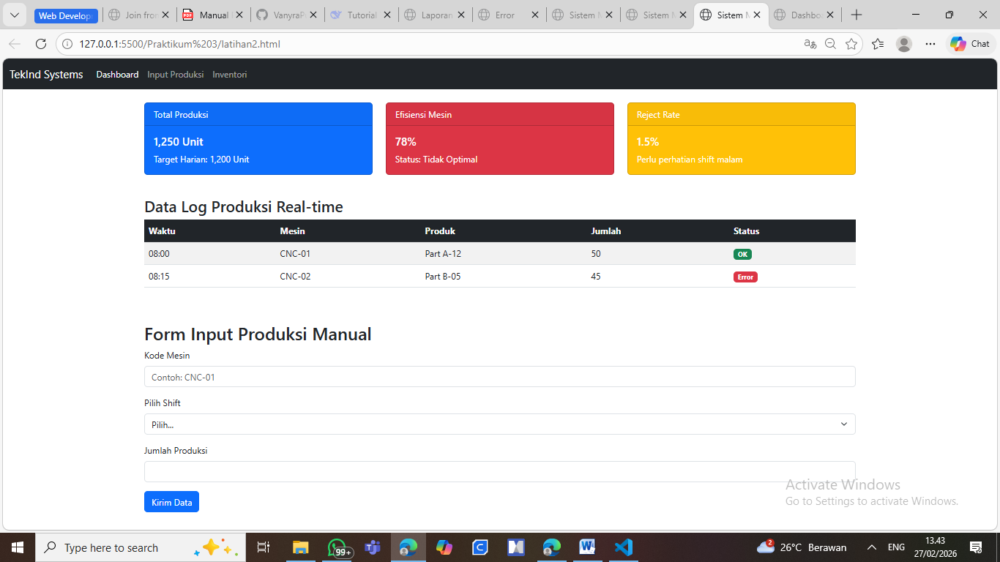 Web Develop
Join from
Manual
VanyraP
Tutorial
Laporan
Error
Sistem M
Sistem M
Sistem M
Dashbo
127.0.0.1:5500/Praktikum%203/latihan2.html
Chat
TekInd Systems Dashboard Input Produksi Inventori
Total Produksi
1,250 Unit
Target Harian: 1,200 Unit
Efisiensi Mesin
78%
Status: Tidak Optimal
Reject Rate
1.5%
Perlu perhatian shift malam
Data Log Produksi Real-time
Waktu Mesin Produk Jumlah Status
08:00 CNC-01 Part A-12 50 OK
08:15 CNC-02 Part B-05 45 Error
Form Input Produksi Manual
Kode Mesin
Contoh: CNC-01
Pilih Shift
Pilih...
Jumlah Produksi
Kirim Data
Activate Windows
Go to Settings to activate Windows.
Type here to search
99+
2
26°C Berawan
ENG
13.43
27/02/2026